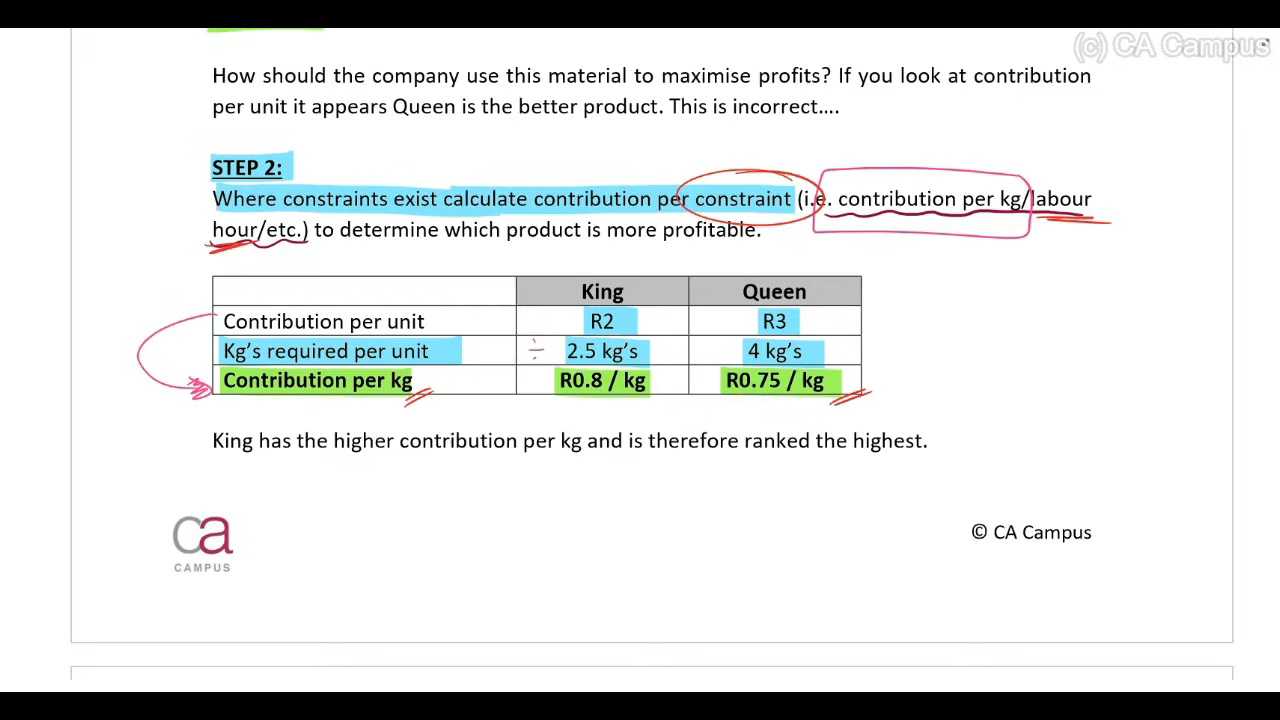 (c) CA Campus
How should the company use this material to maximise profits? If you look at contribution
per unit it appears Queen is the better product. This is incorrect....
STEP 2:
Where constraints exist calculate contribution per constraint (i.e. contribution per kg/labour
hour/etc.) to determine which product is more profitable.
King Queen
Contribution per unit R2 R3
Kg's required per unit ÷ 2.5 kg's 4 kg's
Contribution per kg R0.8 / kg R0.75 / kg
King has the higher contribution per kg and is therefore ranked the highest.
ca
CAMPUS
© CA Campus